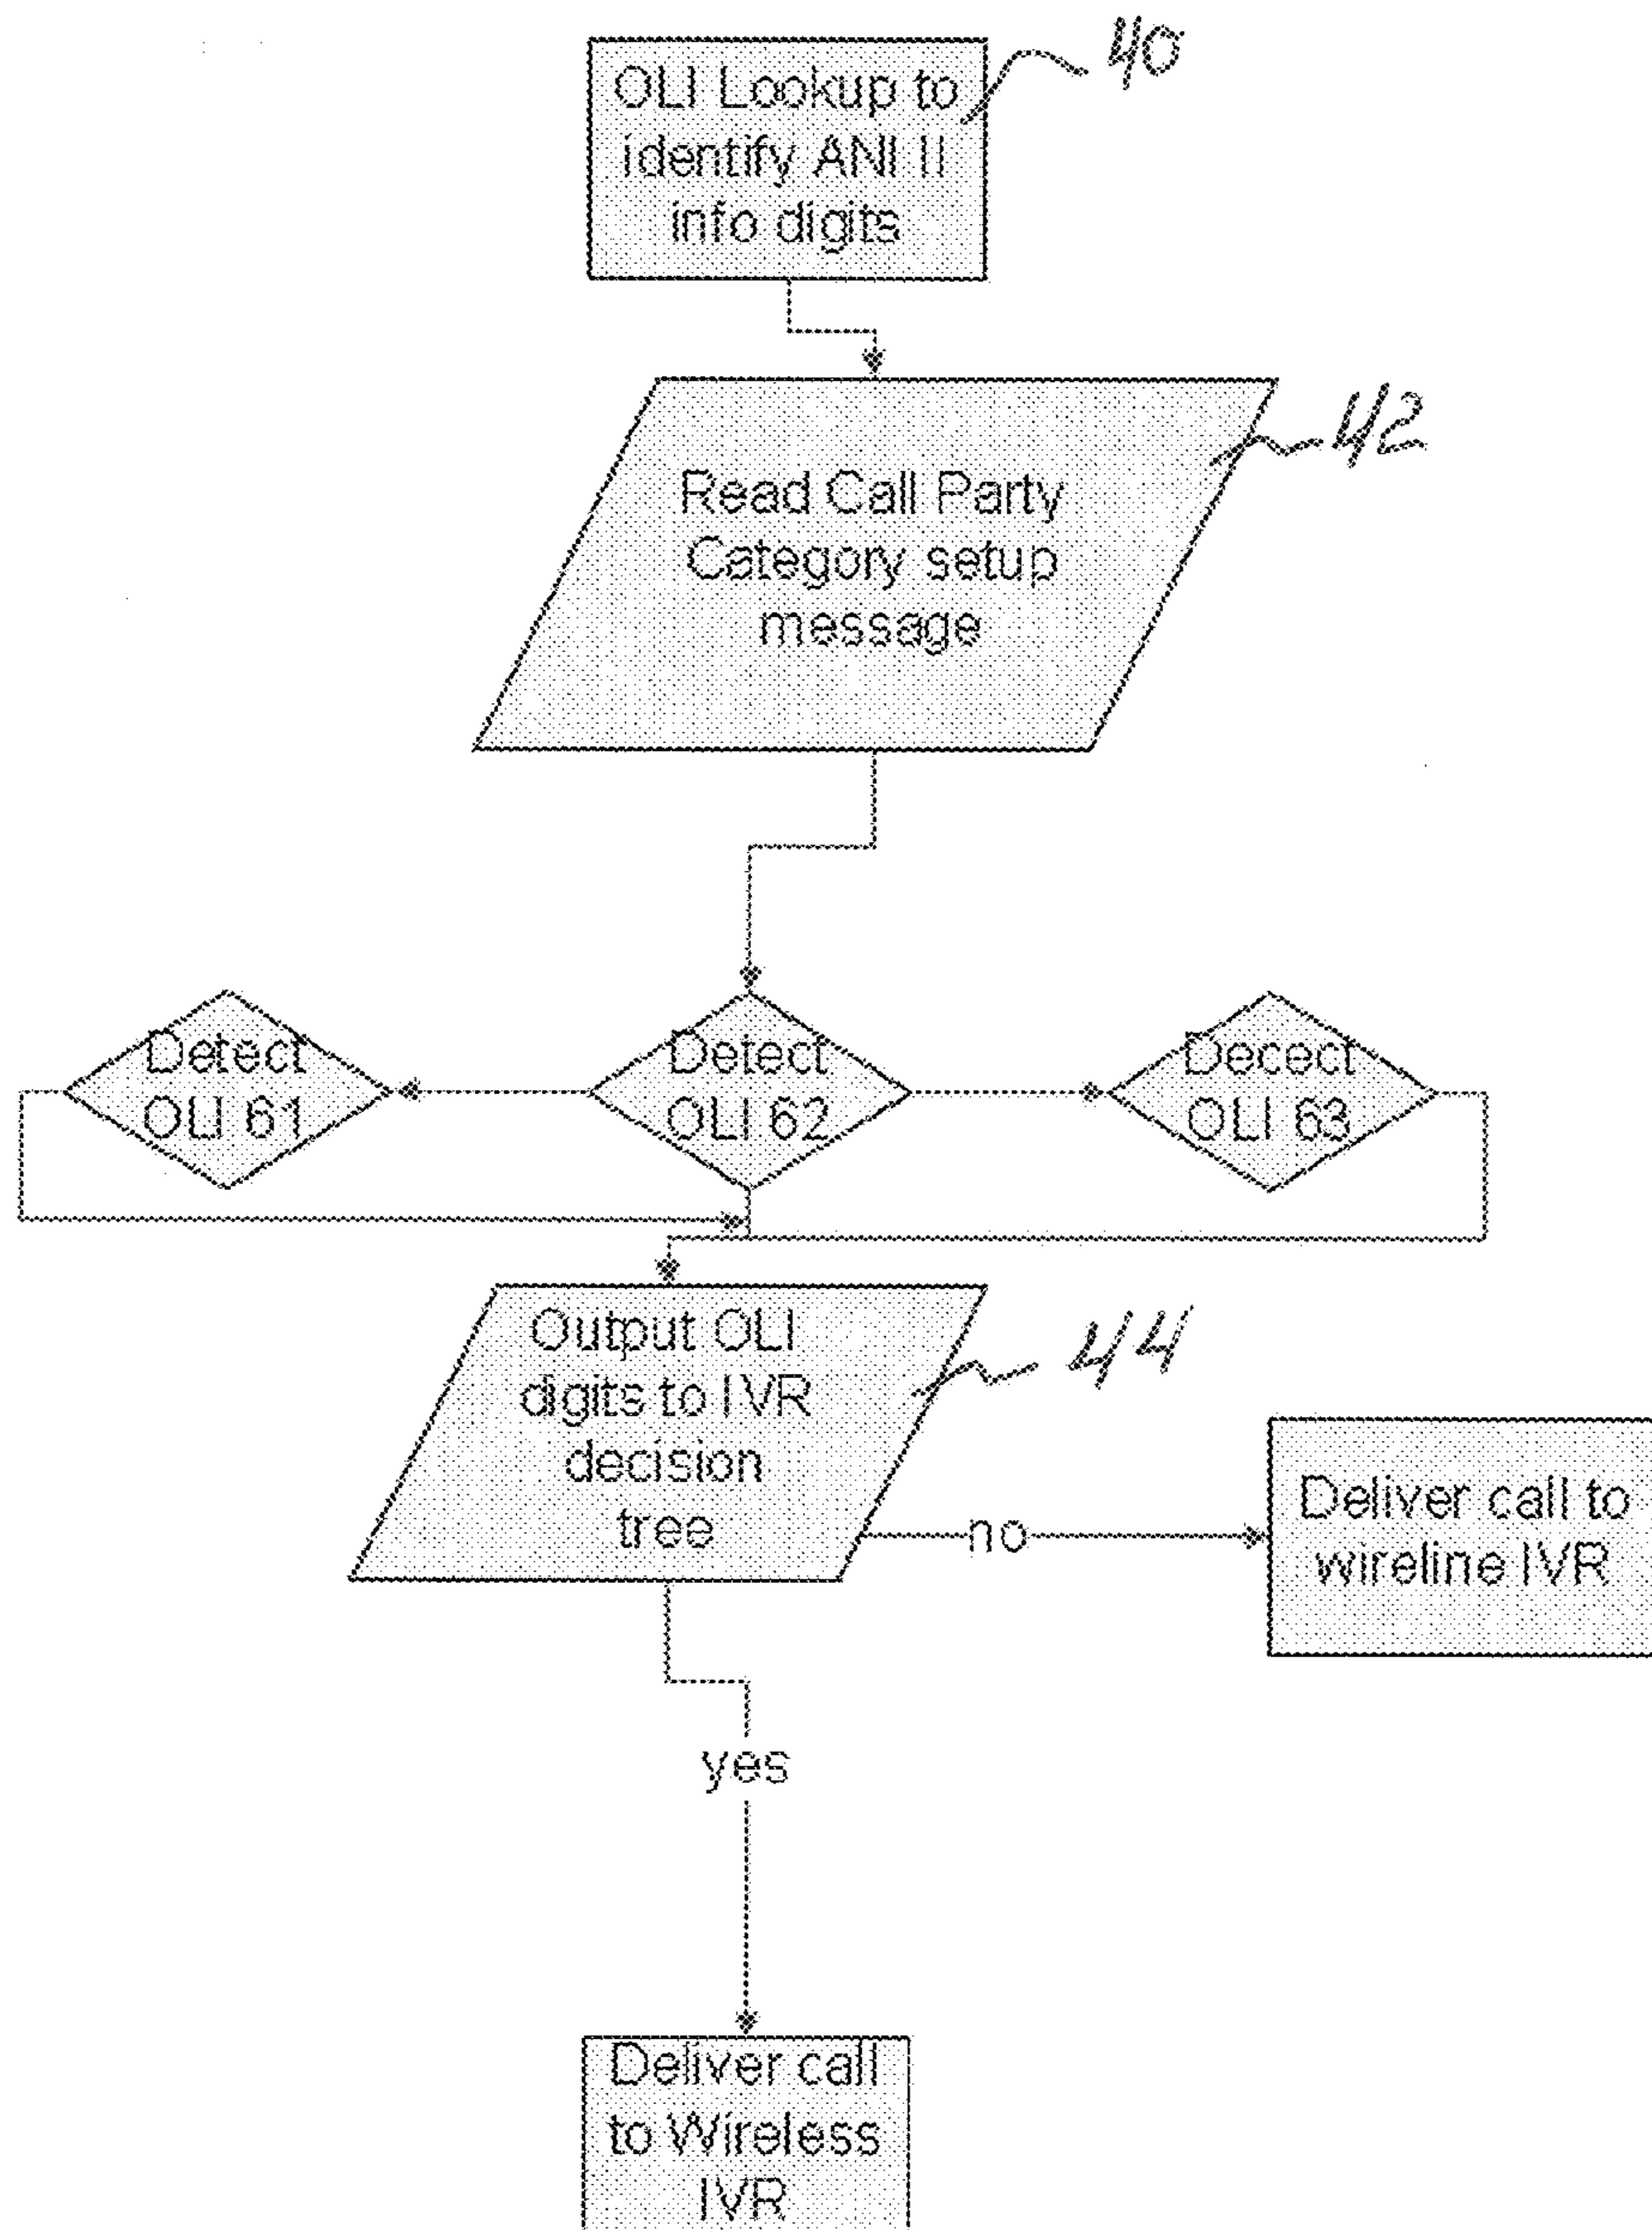 OLI Lookup to
identify ANI II
info digits
40
Read Call Party
Category setup
message
42
Detect
OLI 61
Detect
OLI 62
Decect
OLI 63
Output OLI
digits to IVR
decision
tree
44
no
Deliver call to
wireline IVR
yes
Deliver call
to Wireless
IVR